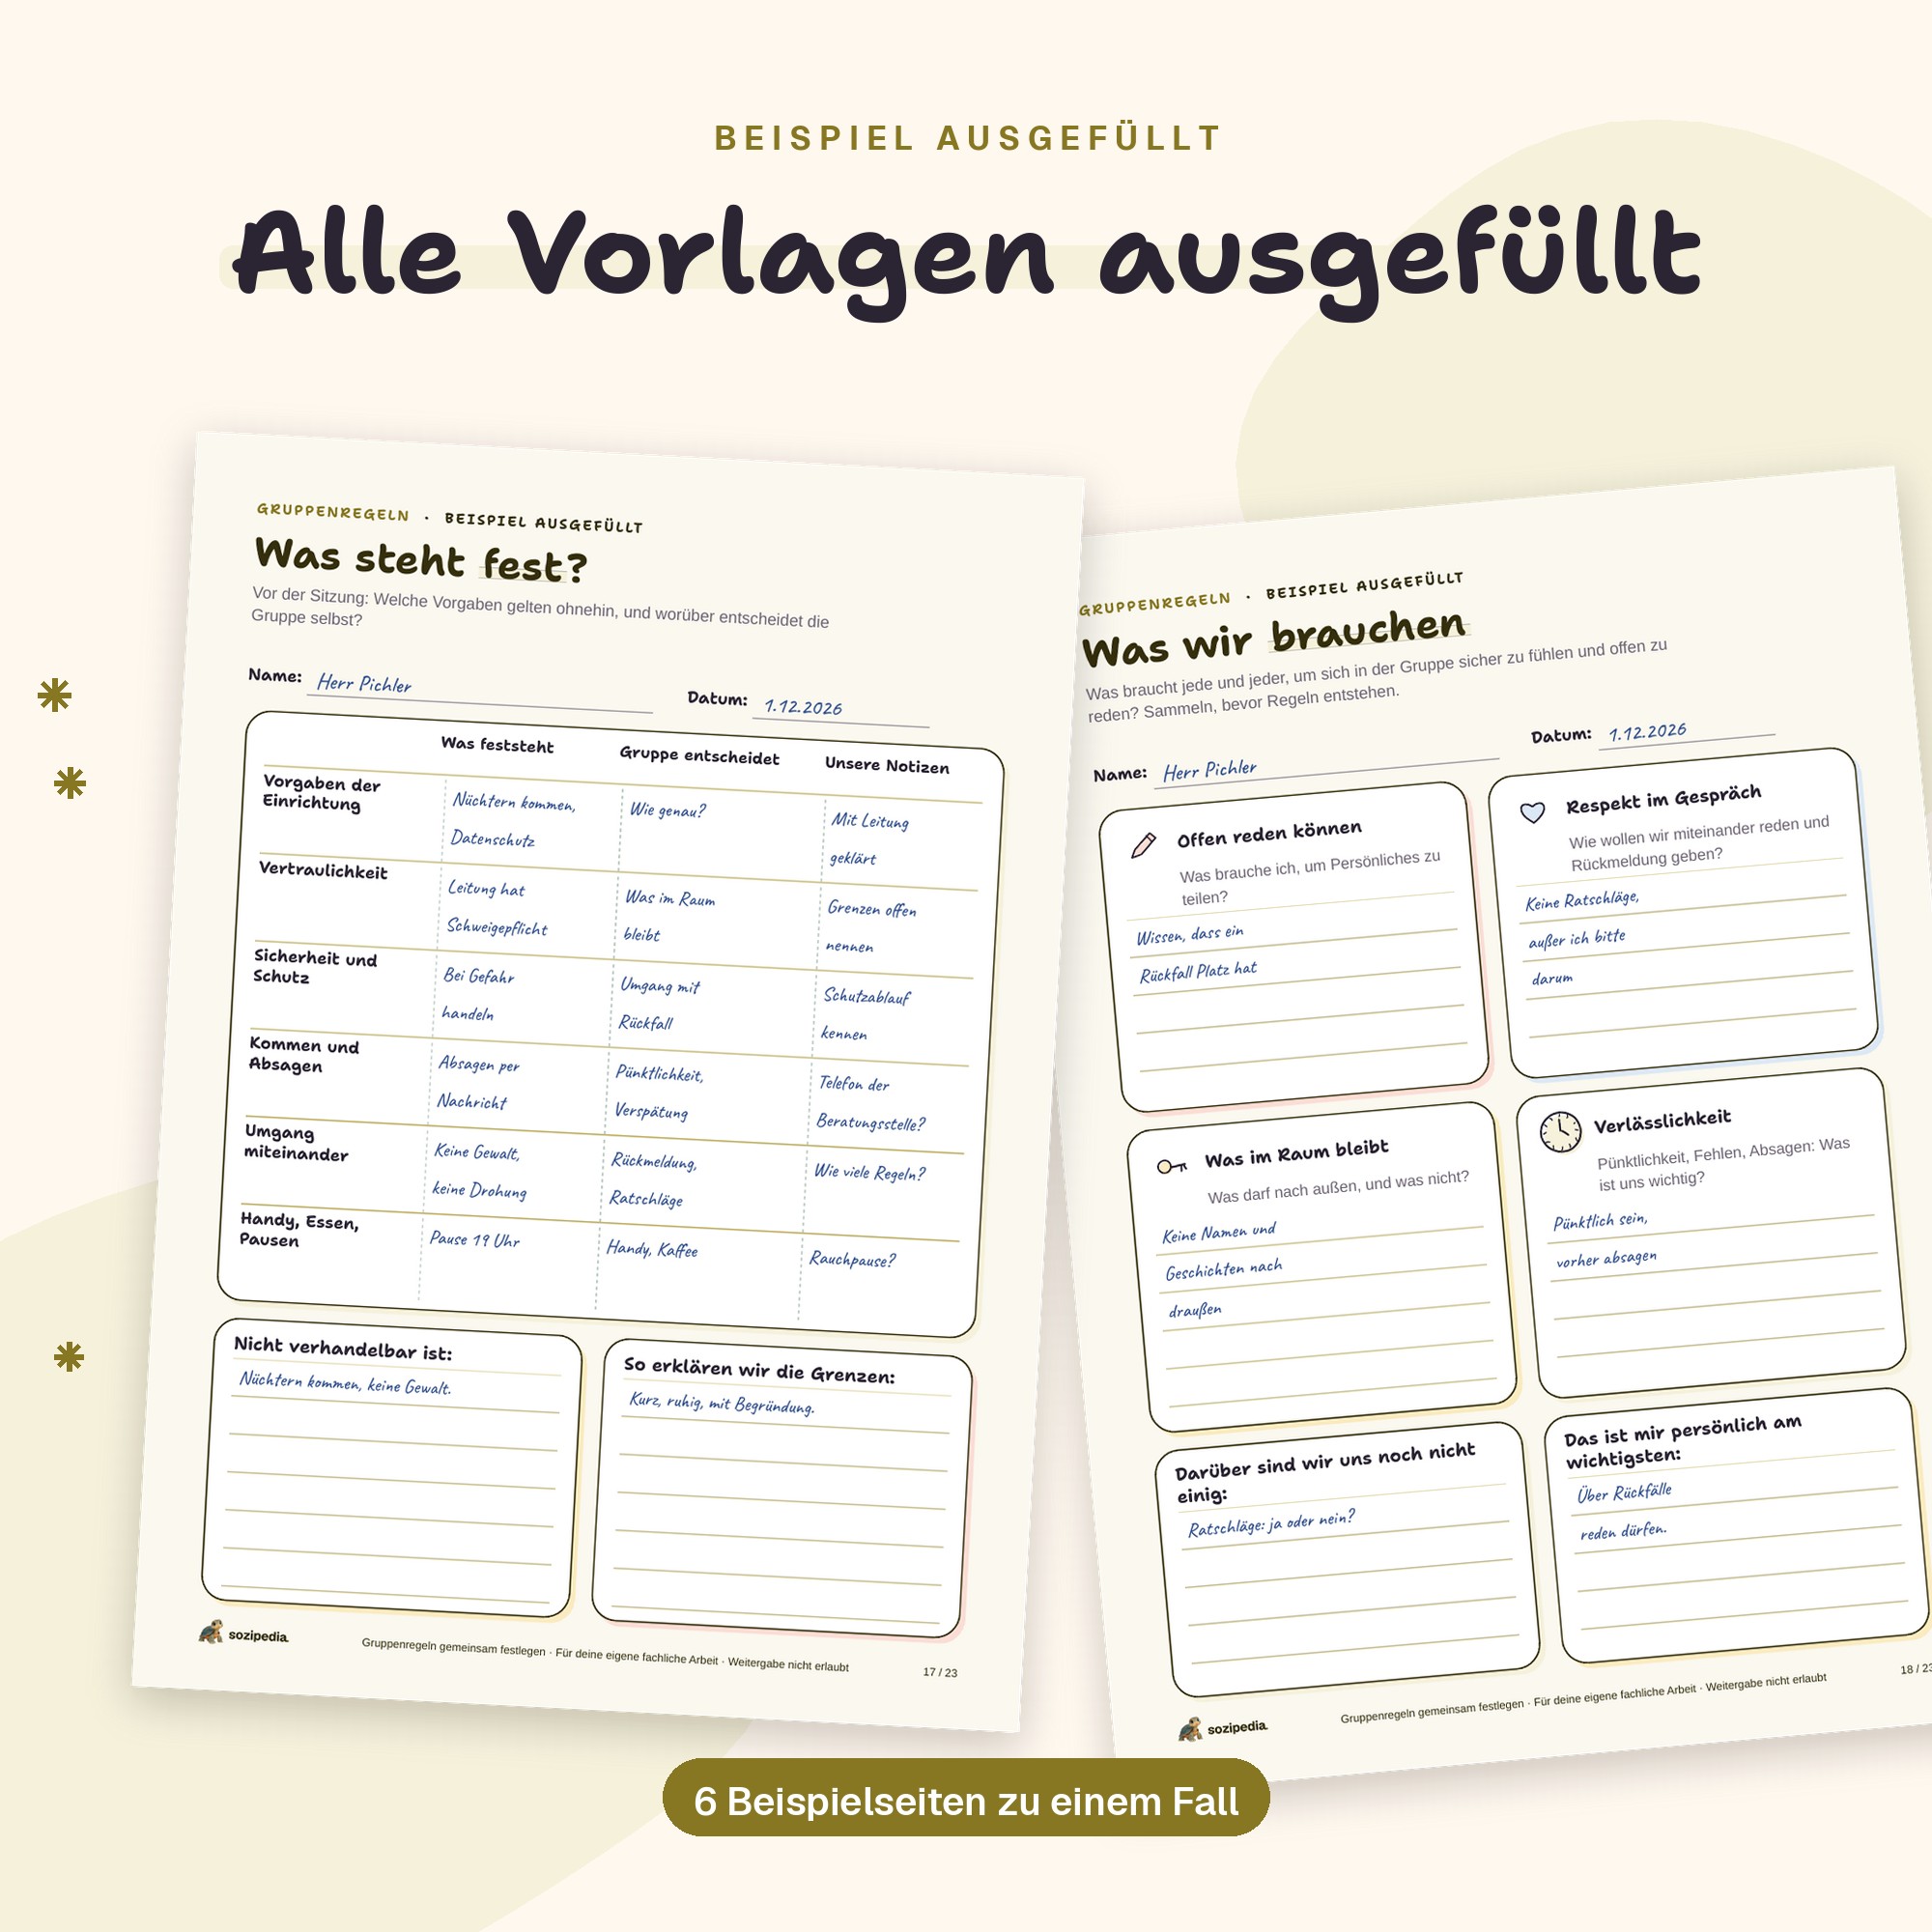 BEISPIEL AUSGEFÜLLT
Alle Vorlagen ausgefüllt
GRUPPENREGELN · BEISPIEL AUSGEFÜLLT
Was steht fest?
Vor der Sitzung: Welche Vorgaben gelten ohnehin, und worüber entscheidet die
Gruppe selbst?
Name: Herr Pichler Datum: 1.12.2026
Was feststeht Gruppe entscheidet Unsere Notizen
Vorgaben der
Einrichtung
Nüchtern kommen,
Datenschutz
Wie genau?
Mit Leitung
geklärt
Vertraulichkeit
Leitung hat
Schweigepflicht
Was im Raum
bleibt
Grenzen offen
nennen
Sicherheit und
Schutz
Bei Gefahr
handeln
Umgang mit
Rückfall
Schutzablauf
kennen
Kommen und
Absagen
Absagen per
Nachricht
Pünktlichkeit,
Verspätung
Telefon der
Beratungsstelle?
Umgang
miteinander
Keine Gewalt,
keine Drohung
Rückmeldung,
Ratschläge
Wie viele Regeln?
Handy, Essen,
Pausen
Pause 19 Uhr
Handy, Kaffee
Rauchpause?
Nicht verhandelbar ist:
Nüchtern kommen, keine Gewalt.
So erklären wir die Grenzen:
Kurz, ruhig, mit Begründung.
sozipedia.
Gruppenregeln gemeinsam festlegen · Für deine eigene fachliche Arbeit · Weitergabe nicht erlaubt
17 / 23
GRUPPENREGELN · BEISPIEL AUSGEFÜLLT
Was wir brauchen
Was braucht jede und jeder, um sich in der Gruppe sicher zu fühlen und offen zu
reden? Sammeln, bevor Regeln entstehen.
Name: Herr Pichler Datum: 1.12.2026
Offen reden können
Was brauche ich, um Persönliches zu
teilen?
Wissen, dass ein
Rückfall Platz hat
Respekt im Gespräch
Wie wollen wir miteinander reden und
Rückmeldung geben?
Keine Ratschläge,
außer ich bitte
darum
Was im Raum bleibt
Was darf nach außen, und was nicht?
Keine Namen und
Geschichten nach
draußen
Verlässlichkeit
Pünktlichkeit, Fehlen, Absagen: Was
ist uns wichtig?
Pünktlich sein,
vorher absagen
Darüber sind wir uns noch nicht
einig:
Ratschläge: ja oder nein?
Das ist mir persönlich am
wichtigsten:
Über Rückfälle
reden dürfen.
sozipedia.
Gruppenregeln gemeinsam festlegen · Für deine eigene fachliche Arbeit · Weitergabe nicht erlaubt
18 / 23
6 Beispielseiten zu einem Fall